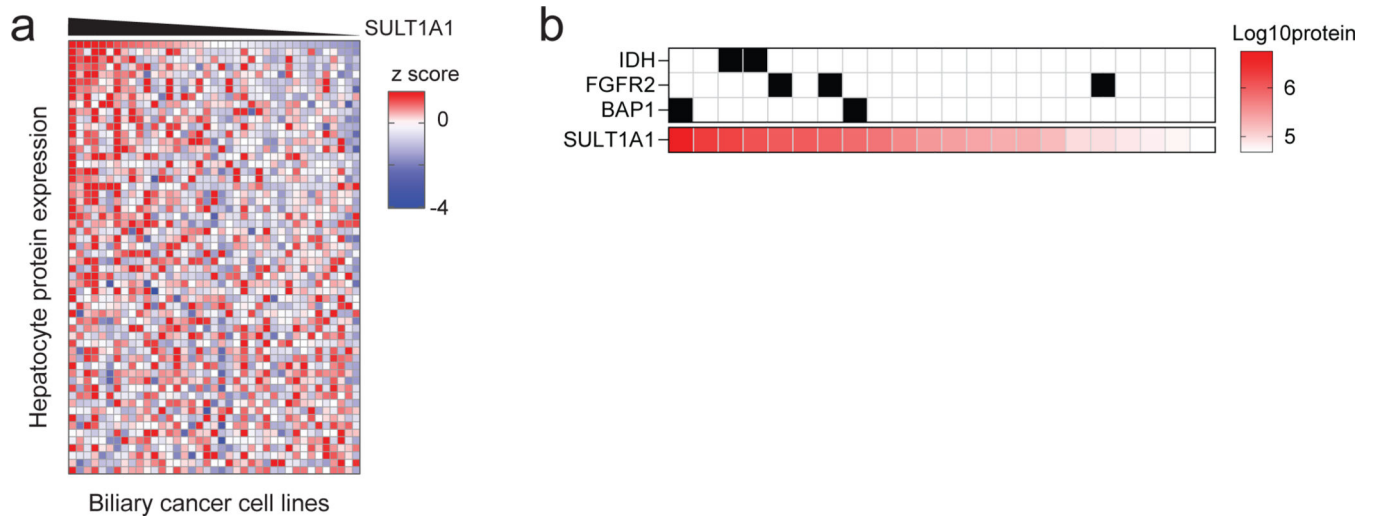 a
SULT1A1
z score
0
-4
Hepatocyte protein expression
Biliary cancer cell lines
b
IDH
FGFR2
BAP1
SULT1A1
Log10protein
6
5